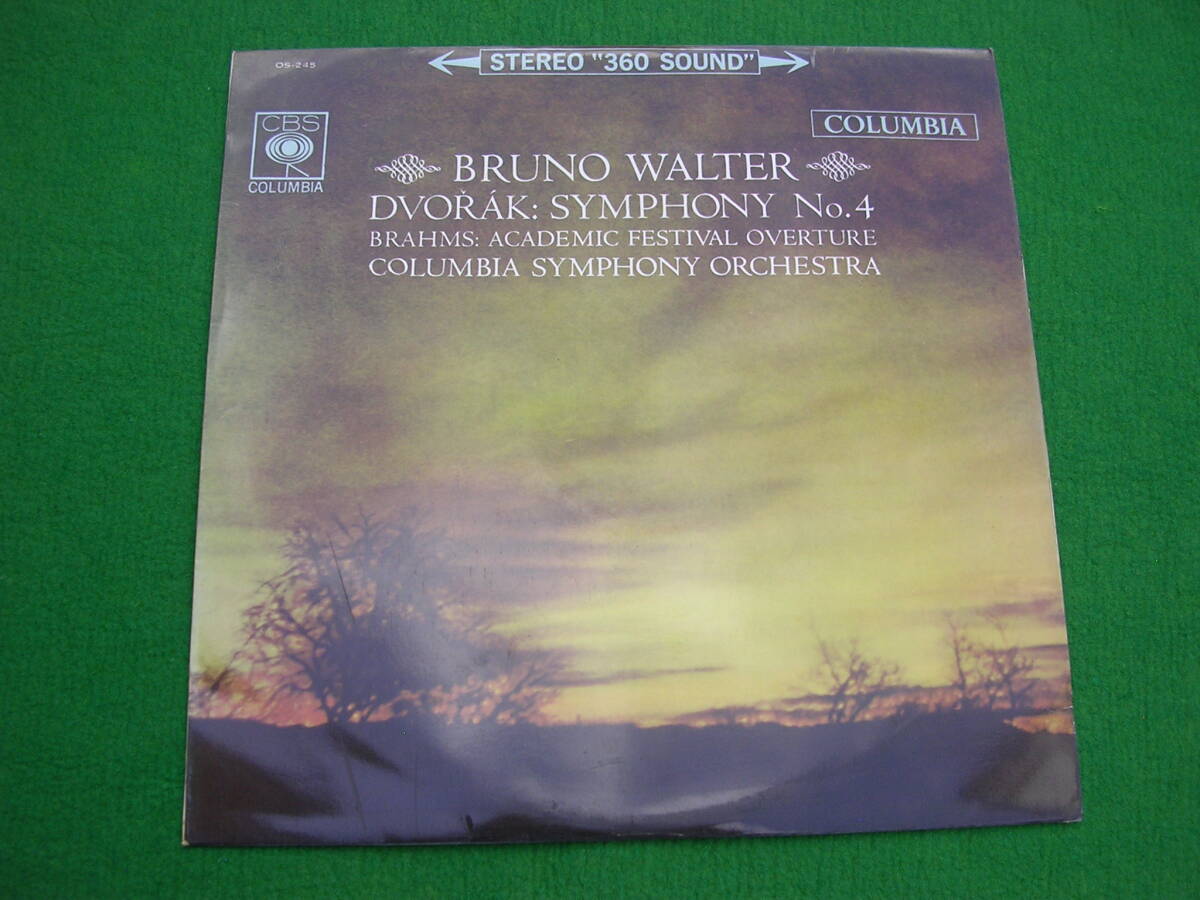 OS-245
STEREO "360 SOUND"
CBS
COLUMBIA
COLUMBIA
BRUNO WALTER
DVOŘÁK: SYMPHONY No. 4
BRAHMS: ACADEMIC FESTIVAL OVERTURE
COLUMBIA SYMPHONY ORCHESTRA